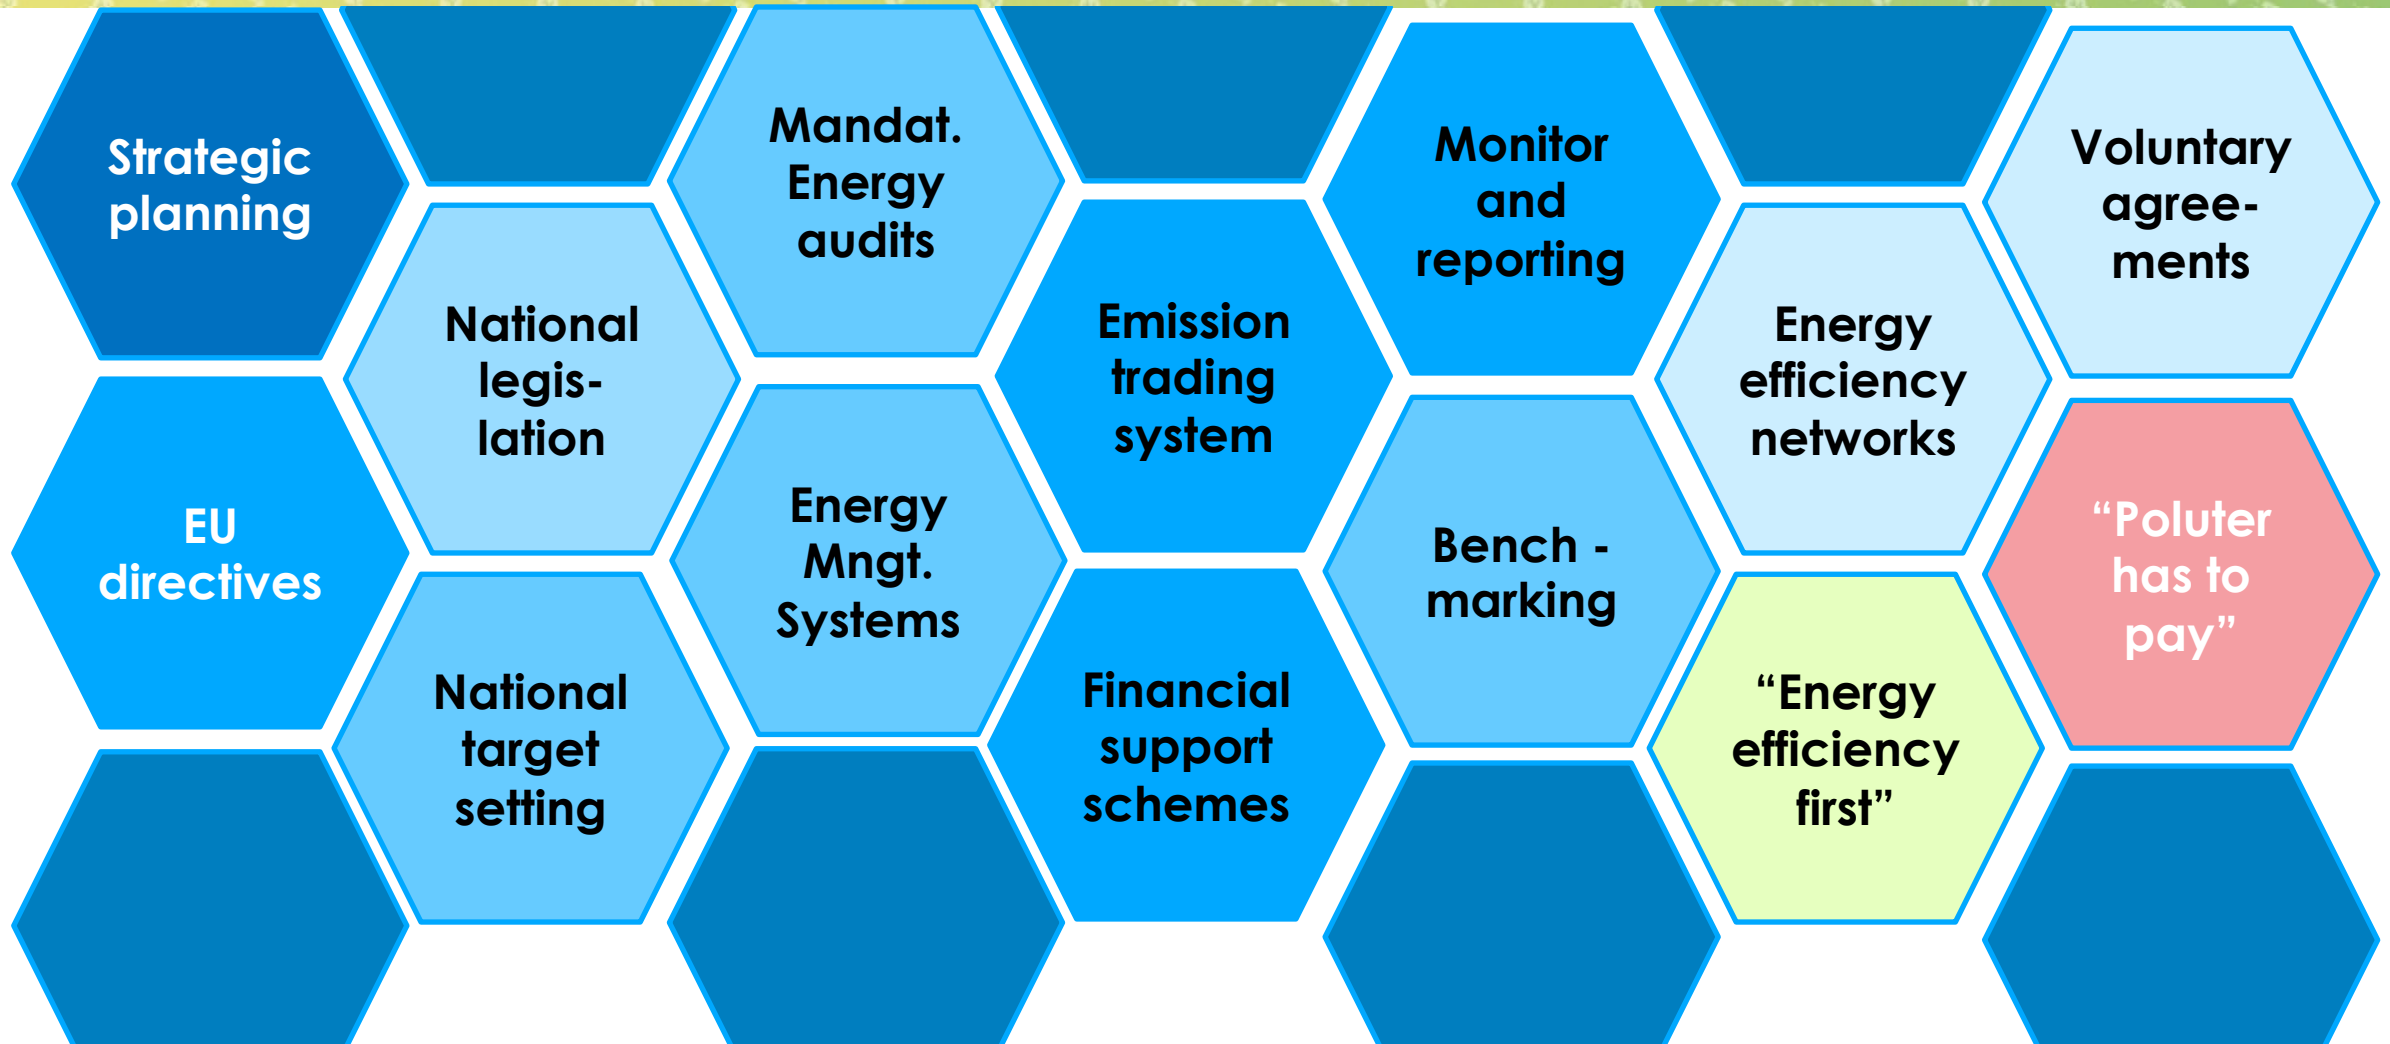 Strategic
planning
EU
directives
National
legis-
lation
National
target
setting
Mandat.
Energy
audits
Energy
Mngt.
Systems
Emission
trading
system
Financial
support
schemes
Monitor
and
reporting
Bench -
marking
Energy
efficiency
networks
“Energy
efficiency
first”
Voluntary
agree-
ments
“Poluter
has to
pay”